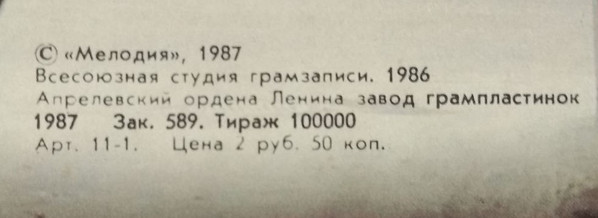 © «Мелодия», 1987
Всесоюзная студия грамзаписи. 1986
Апрелевский ордена Ленина завод грампластинок
1987 Зак. 589. Тираж 100000
Арт. 11-1. Цена 2 руб. 50 коп.